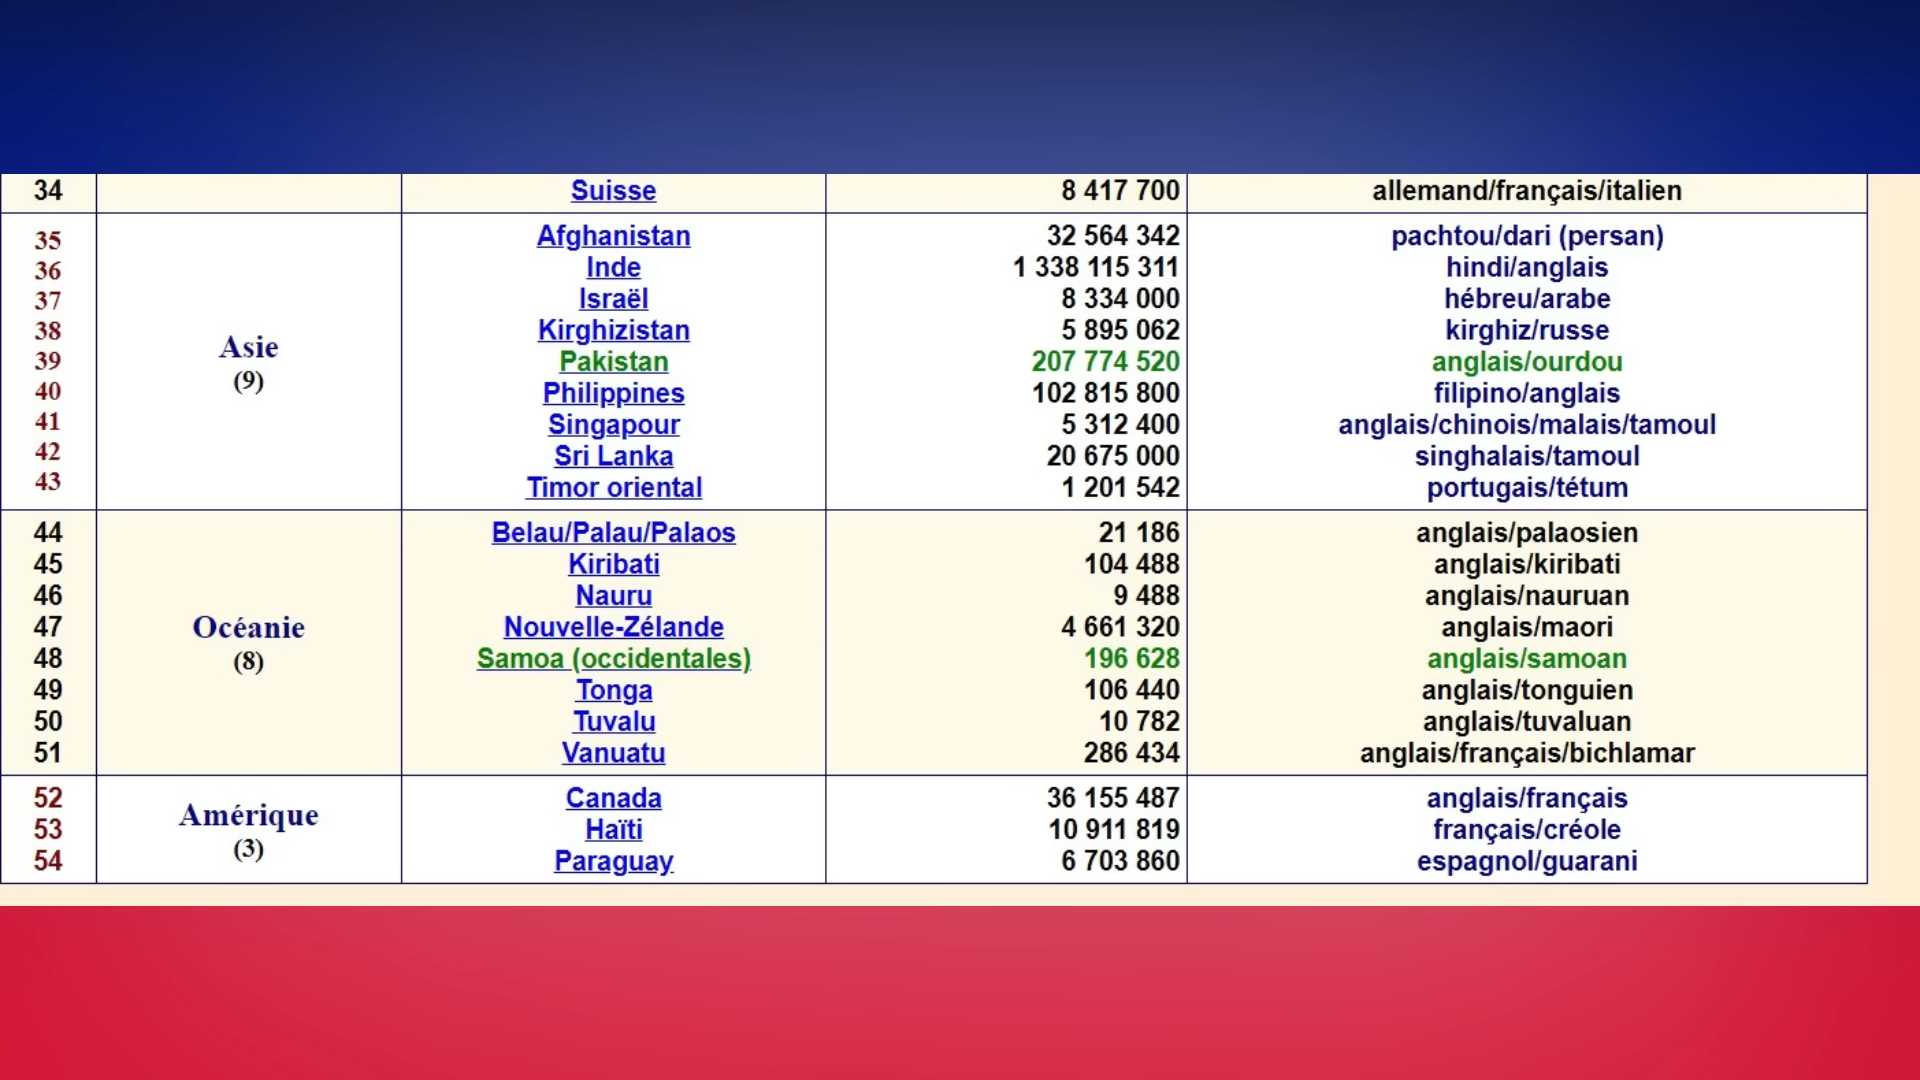 34 Suisse 8 417 700 allemand/français/italien
35 Afghanistan 32 564 342 pachtou/dari (persan)
36 Inde 1 338 115 311 hindi/anglais
37 Israël 8 334 000 hébreu/arabe
38 Kirghizistan 5 895 062 kirghiz/russe
Asie
39 Pakistan 207 774 520 anglais/ourdou
(9)
40 Philippines 102 815 800 filipino/anglais
41 Singapour 5 312 400 anglais/chinois/malais/tamoul
42 Sri Lanka 20 675 000 singhalais/tamoul
43 Timor oriental 1 201 542 portugais/tétum
44 Belau/Palau/Palaos 21 186 anglais/palaosien
45 Kiribati 104 488 anglais/kiribati
46 Nauru 9 488 anglais/nauruan
47 Océanie Nouvelle-Zélande 4 661 320 anglais/maori
48 (8) Samoa (occidentales) 196 628 anglais/samoan
49 Tonga 106 440 anglais/tonguien
50 Tuvalu 10 782 anglais/tuvaluan
51 Vanuatu 286 434 anglais/français/bichlamar
52 Canada 36 155 487 anglais/français
Amérique
53 Haïti 10 911 819 français/créole
(3)
54 Paraguay 6 703 860 espagnol/guarani